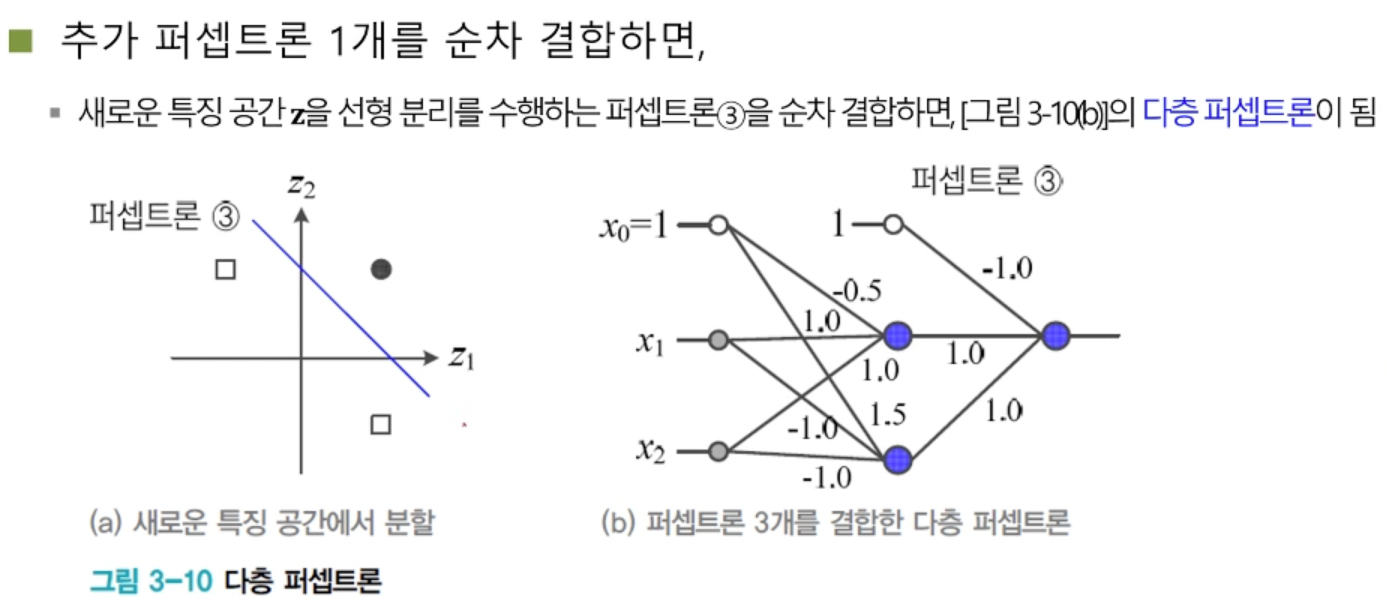 추가 퍼셉트론 1개를 순차 결합하면,
새로운 특징 공간 z을 선형 분리를 수행하는 퍼셉트론③을 순차 결합하면, [그림 3-10(b)]의 다층 퍼셉트론이 됨
퍼셉트론 ③
z2
z1
(a) 새로운 특징 공간에서 분할
퍼셉트론 ③
x0=1
1
-1.0
-0.5
1.0
x1
1.0
1.0
1.5
1.0
-1.0
x2
-1.0
(b) 퍼셉트론 3개를 결합한 다층 퍼셉트론
그림 3-10 다층 퍼셉트론